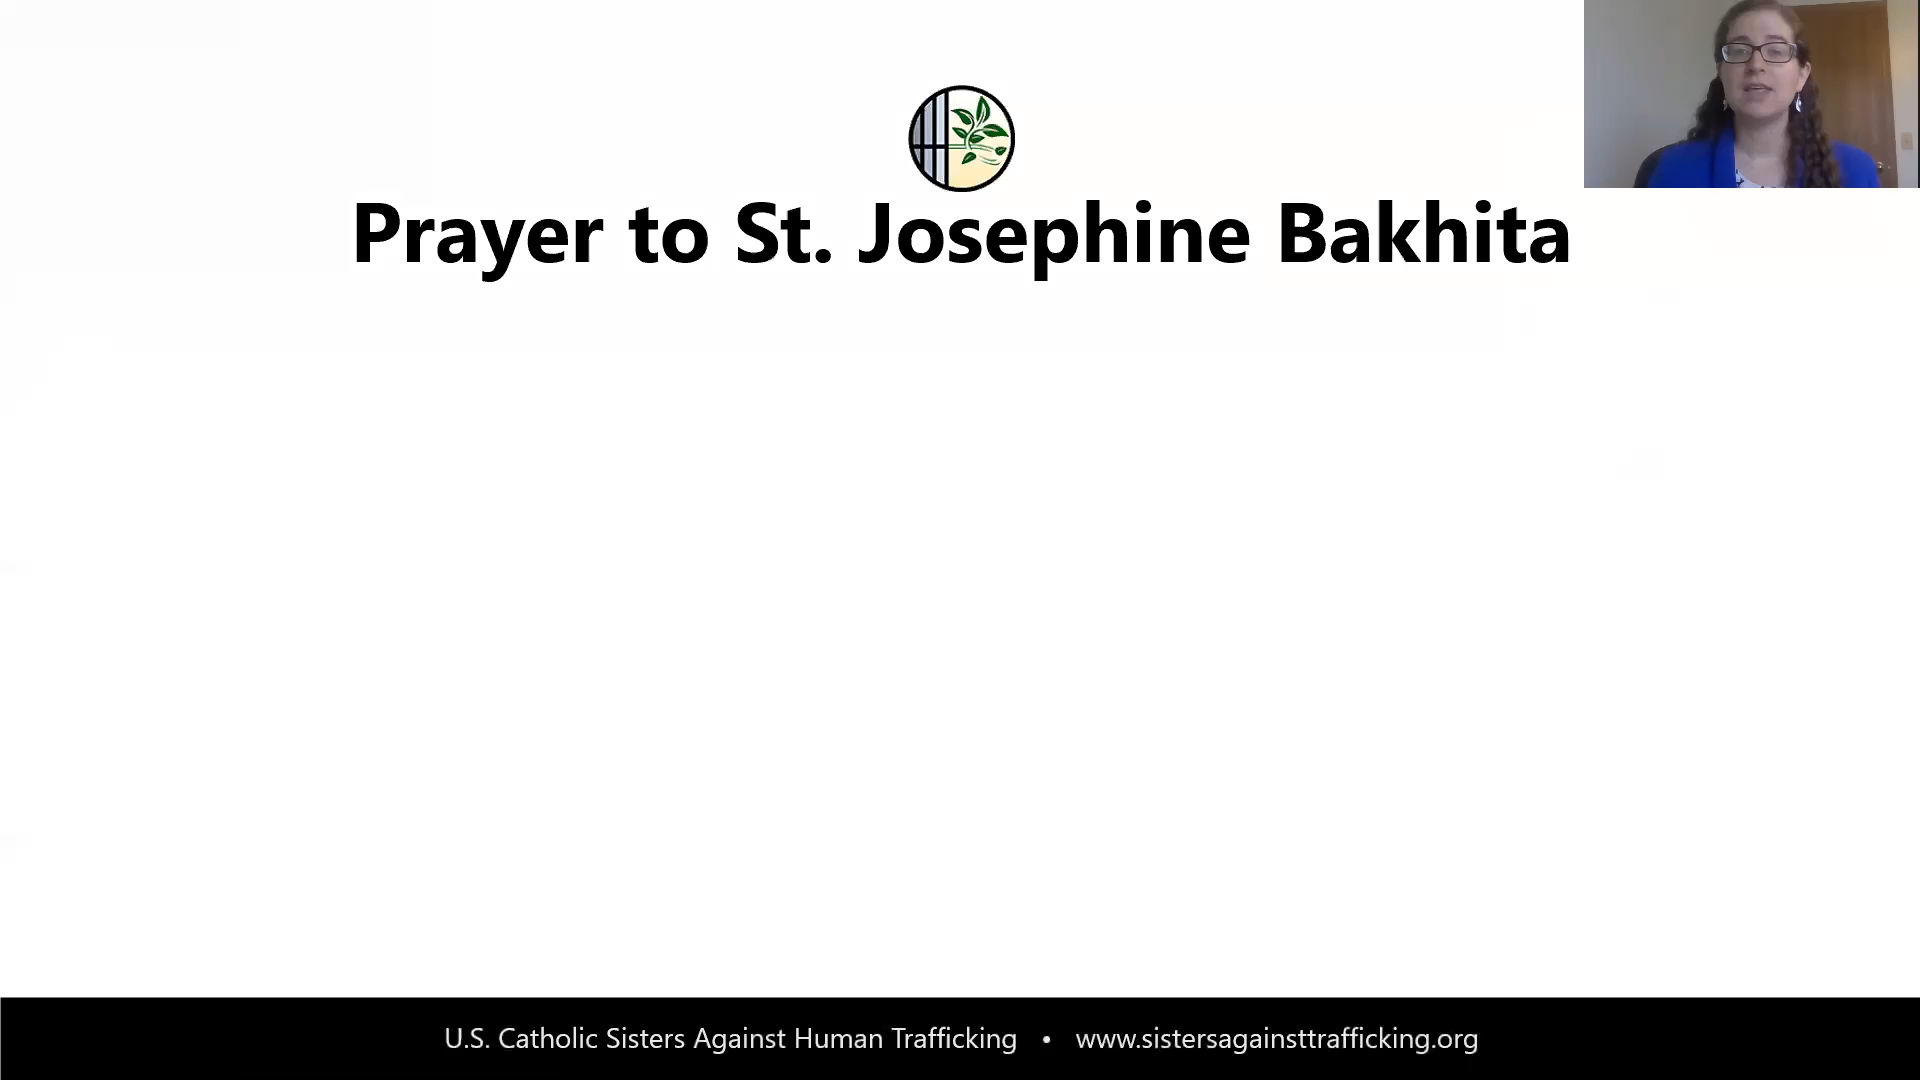 Prayer to St. Josephine Bakhita
U.S. Catholic Sisters Against Human Trafficking • www.sistersagainsttrafficking.org